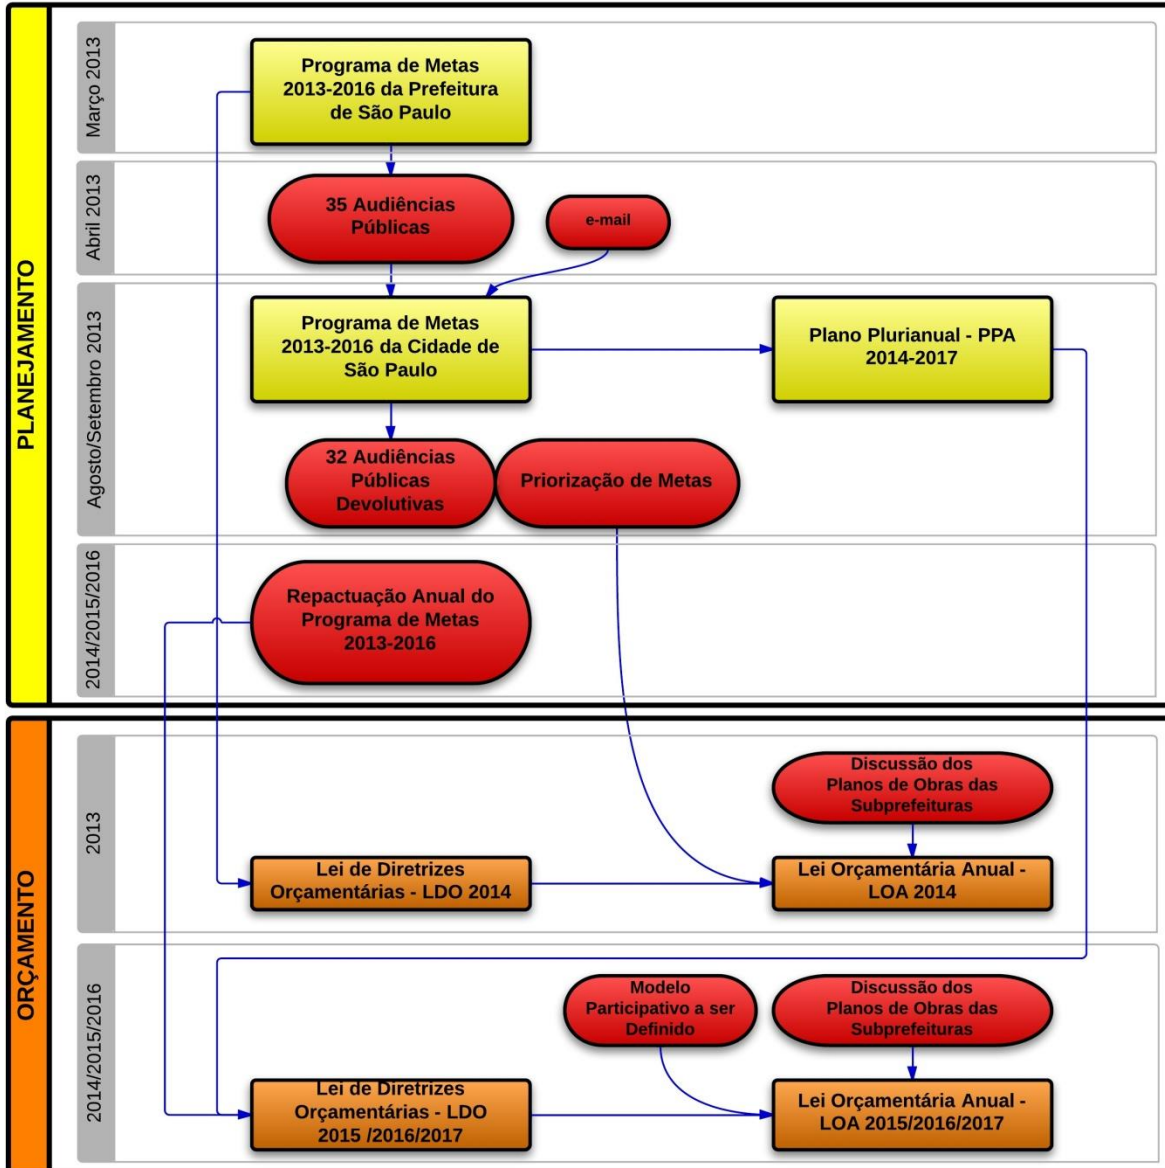 PLANEJAMENTO
Março 2013
Programa de Metas
2013-2016 da Prefeitura
de São Paulo
Abril 2013
35 Audiências
Públicas
e-mail
Agosto/Setembro 2013
Programa de Metas
2013-2016 da Cidade de
São Paulo
Plano Plurianual - PPA
2014-2017
32 Audiências
Públicas
Devolutivas
Priorização de Metas
2014/2015/2016
Repactuação Anual do
Programa de Metas
2013-2016
ORÇAMENTO
2013
Discussão dos
Planos de Obras das
Subprefeituras
Lei de Diretrizes
Orçamentárias - LDO 2014
Lei Orçamentária Anual -
LOA 2014
2014/2015/2016
Modelo
Participativo a ser
Definido
Discussão dos
Planos de Obras das
Subprefeituras
Lei de Diretrizes
Orçamentárias - LDO
2015 /2016/2017
Lei Orçamentária Anual -
LOA 2015/2016/2017